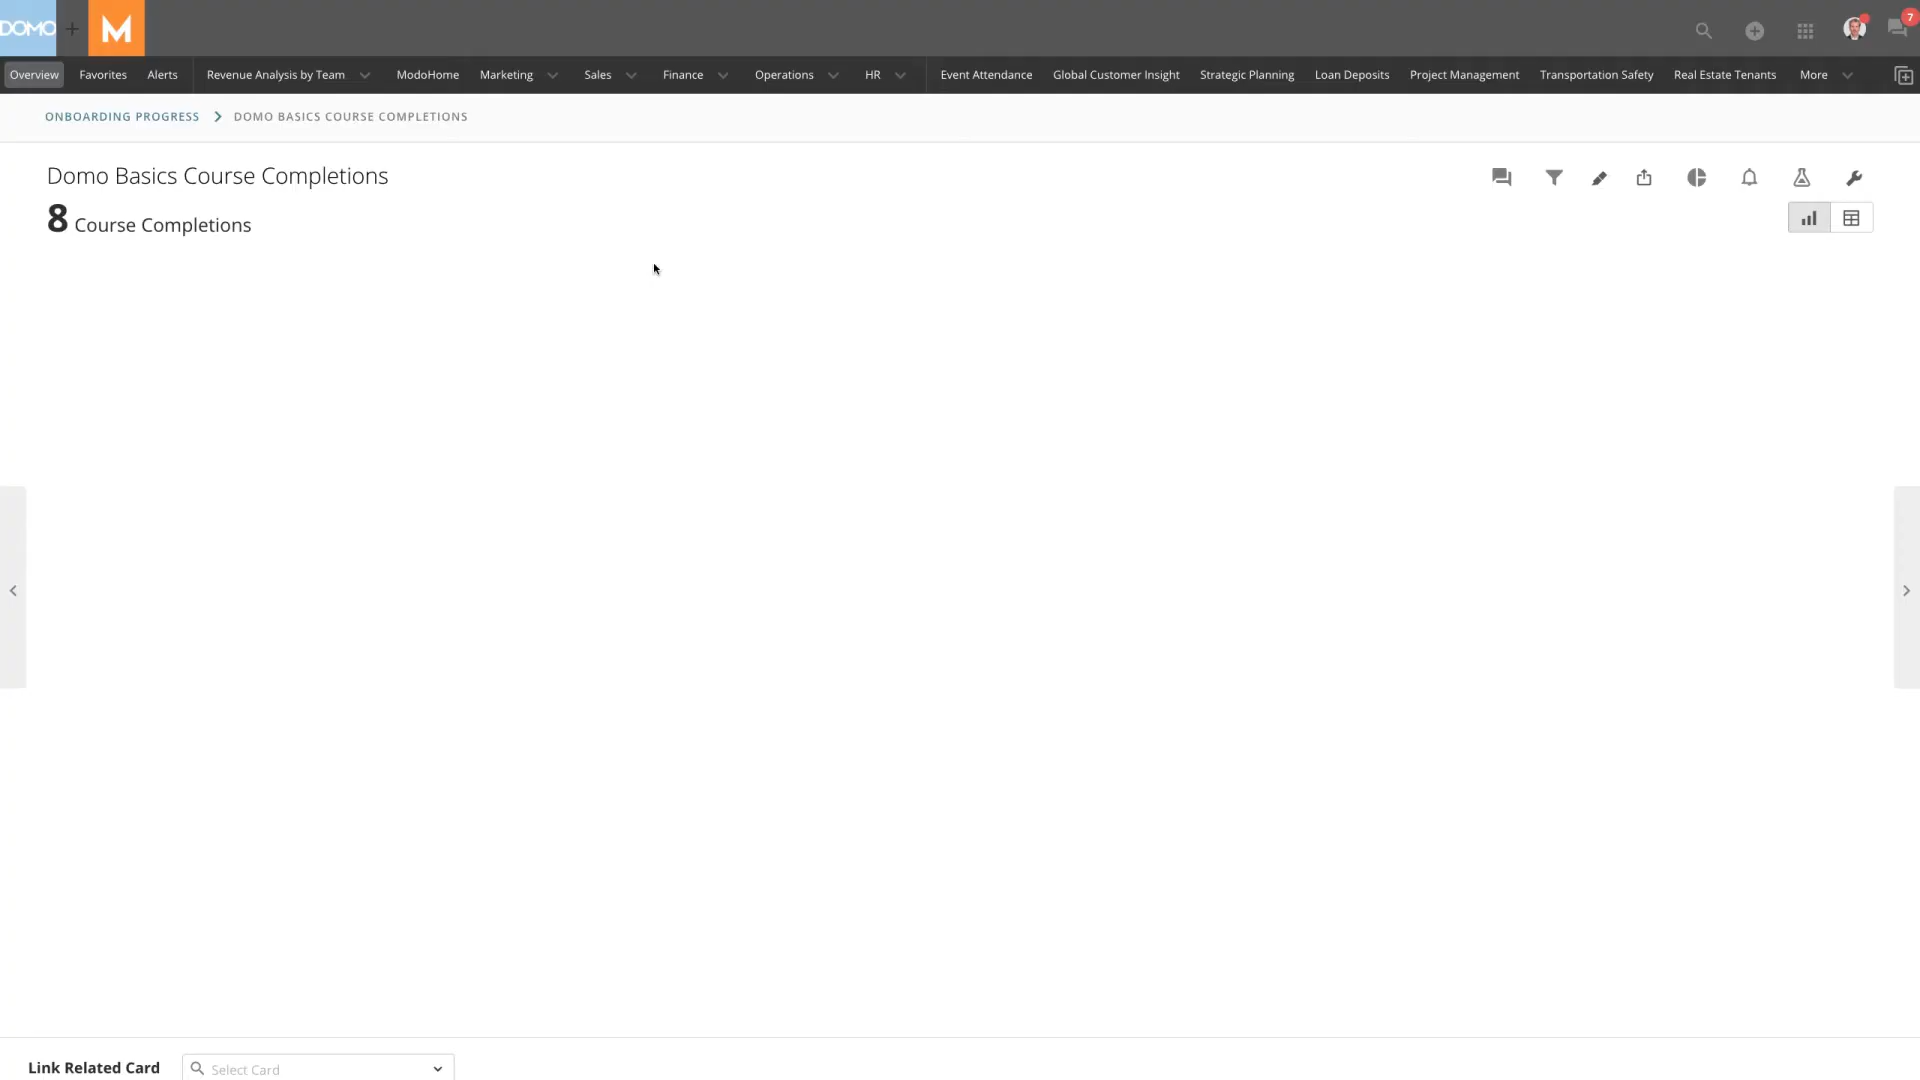 DOMO
M
7
Overview Favorites Alerts Revenue Analysis by Team ModoHome Marketing Sales Finance Operations HR Event Attendance Global Customer Insight Strategic Planning Loan Deposits Project Management Transportation Safety Real Estate Tenants More
ONBOARDING PROGRESS > DOMO BASICS COURSE COMPLETIONS
Domo Basics Course Completions
8 Course Completions
Link Related Card Select Card